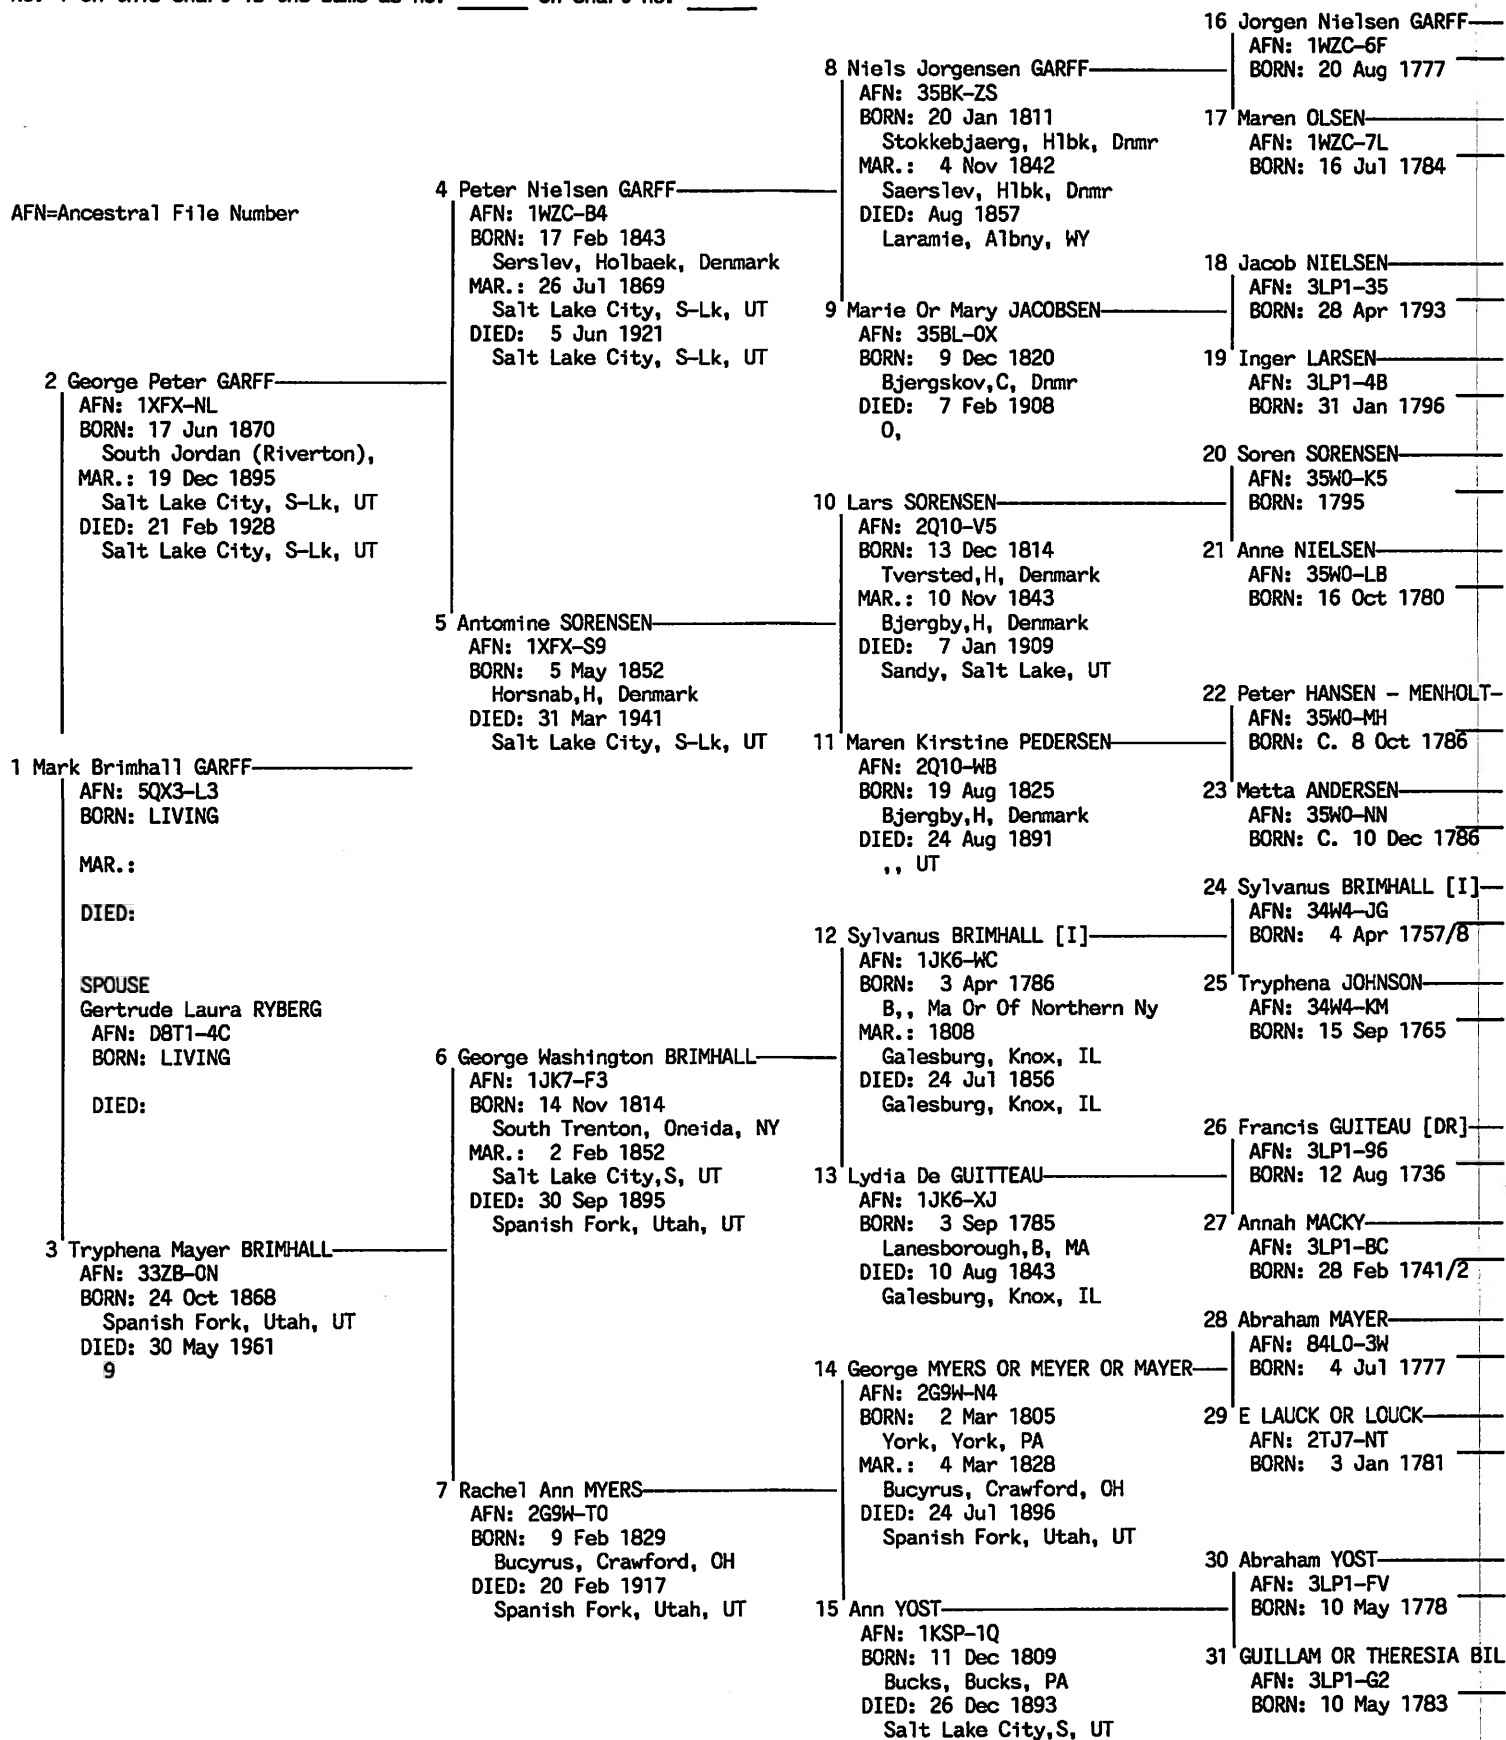 No. 1 on this chart is the same as no. ______ on chart no. ______
AFN=Ancestral File Number
1 Mark Brimhall GARFF
AFN: 5QX3-L3
BORN: LIVING
MAR.:
DIED:
SPOUSE
Gertrude Laura RYBERG
AFN: D8T1-4C
BORN: LIVING
DIED:
2 George Peter GARFF
AFN: 1XFX-NL
BORN: 17 Jun 1870
South Jordan (Riverton),
MAR.: 19 Dec 1895
Salt Lake City, S-Lk, UT
DIED: 21 Feb 1928
Salt Lake City, S-Lk, UT
3 Tryphena Mayer BRIMHALL
AFN: 33ZB-0N
BORN: 24 Oct 1868
Spanish Fork, Utah, UT
DIED: 30 May 1961
9
4 Peter Nielsen GARFF
AFN: 1WZC-B4
BORN: 17 Feb 1843
Serslev, Holbaek, Denmark
MAR.: 26 Jul 1869
Salt Lake City, S-Lk, UT
DIED: 5 Jun 1921
Salt Lake City, S-Lk, UT
5 Antomine SORENSEN
AFN: 1XFX-S9
BORN: 5 May 1852
Horsnab,H, Denmark
DIED: 31 Mar 1941
Salt Lake City, S-Lk, UT
6 George Washington BRIMHALL
AFN: 1JK7-F3
BORN: 14 Nov 1814
South Trenton, Oneida, NY
MAR.: 2 Feb 1852
Salt Lake City,S, UT
DIED: 30 Sep 1895
Spanish Fork, Utah, UT
7 Rachel Ann MYERS
AFN: 2G9W-T0
BORN: 9 Feb 1829
Bucyrus, Crawford, OH
DIED: 20 Feb 1917
Spanish Fork, Utah, UT
8 Niels Jorgensen GARFF
AFN: 35BK-ZS
BORN: 20 Jan 1811
Stokkebjaerg, Hlbk, Dnmr
MAR.: 4 Nov 1842
Saerslev, Hlbk, Dnmr
DIED: Aug 1857
Laramie, Albny, WY
9 Marie Or Mary JACOBSEN
AFN: 35BL-0X
BORN: 9 Dec 1820
Bjergskov,C, Dnmr
DIED: 7 Feb 1908
O,
10 Lars SORENSEN
AFN: 2Q10-V5
BORN: 13 Dec 1814
Tversted,H, Denmark
MAR.: 10 Nov 1843
Bjergby,H, Denmark
DIED: 7 Jan 1909
Sandy, Salt Lake, UT
11 Maren Kirstine PEDERSEN
AFN: 2Q10-WB
BORN: 19 Aug 1825
Bjergby,H, Denmark
DIED: 24 Aug 1891
,, UT
12 Sylvanus BRIMHALL [I]
AFN: 1JK6-WC
BORN: 3 Apr 1786
B,, Ma Or Of Northern Ny
MAR.: 1808
Galesburg, Knox, IL
DIED: 24 Jul 1856
Galesburg, Knox, IL
13 Lydia De GUITTEAU
AFN: 1JK6-XJ
BORN: 3 Sep 1785
Lanesborough,B, MA
DIED: 10 Aug 1843
Galesburg, Knox, IL
14 George MYERS OR MEYER OR MAYER
AFN: 2G9W-N4
BORN: 2 Mar 1805
York, York, PA
MAR.: 4 Mar 1828
Bucyrus, Crawford, OH
DIED: 24 Jul 1896
Spanish Fork, Utah, UT
15 Ann YOST
AFN: 1KSP-1Q
BORN: 11 Dec 1809
Bucks, Bucks, PA
DIED: 26 Dec 1893
Salt Lake City,S, UT
16 Jorgen Nielsen GARFF
AFN: 1WZC-6F
BORN: 20 Aug 1777
17 Maren OLSEN
AFN: 1WZC-7L
BORN: 16 Jul 1784
18 Jacob NIELSEN
AFN: 3LP1-35
BORN: 28 Apr 1793
19 Inger LARSEN
AFN: 3LP1-4B
BORN: 31 Jan 1796
20 Soren SORENSEN
AFN: 35W0-K5
BORN: 1795
21 Anne NIELSEN
AFN: 35W0-LB
BORN: 16 Oct 1780
22 Peter HANSEN - MENHOLT
AFN: 35W0-MH
BORN: C. 8 Oct 1786
23 Metta ANDERSEN
AFN: 35W0-NN
BORN: C. 10 Dec 1786
24 Sylvanus BRIMHALL [I]
AFN: 34W4-JG
BORN: 4 Apr 1757/8
25 Tryphena JOHNSON
AFN: 34W4-KM
BORN: 15 Sep 1765
26 Francis GUITEAU [DR]
AFN: 3LP1-96
BORN: 12 Aug 1736
27 Annah MACKY
AFN: 3LP1-BC
BORN: 28 Feb 1741/2
28 Abraham MAYER
AFN: 84L0-3W
BORN: 4 Jul 1777
29 E LAUCK OR LOUCK
AFN: 2TJ7-NT
BORN: 3 Jan 1781
30 Abraham YOST
AFN: 3LP1-FV
BORN: 10 May 1778
31 GUILLAM OR THERESIA BIL
AFN: 3LP1-G2
BORN: 10 May 1783